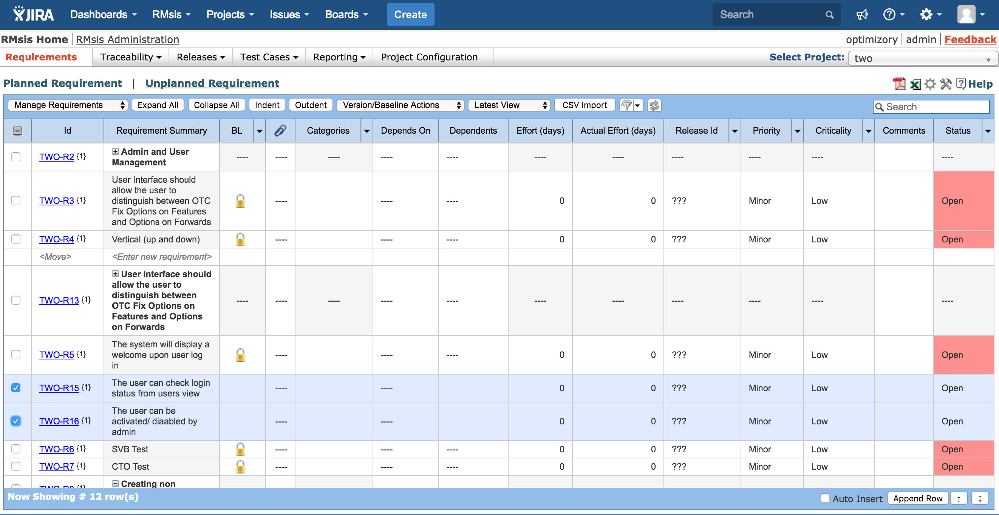 JIRA Dashboards RMsis Projects Issues Boards Create Search
RMsis Home RMsis Administration optimizory admin Feedback
Requirements Traceability Releases Test Cases Reporting Project Configuration Select Project: two
Planned Requirement | Unplanned Requirement Help
Manage Requirements Expand All Collapse All Indent Outdent Version/Baseline Actions Latest View CSV Import Search
Id Requirement Summary BL Categories Depends On Dependents Effort (days) Actual Effort (days) Release Id Priority Criticality Comments Status
TWO-R2 {1} Admin and User
Management ---- ---- ---- ---- ---- ---- ---- ---- ---- ---- ----
User Interface should
allow the user to
TWO-R3 {1} distinguish between OTC ---- ---- ---- 0 0 ??? Minor Low Open
Fix Options on Features
and Options on Forwards
TWO-R4 {1} Vertical (up and down) ---- ---- ---- 0 0 ??? Minor Low Open
<Move> <Enter new requirement>
User Interface should
allow the user to
distinguish between
TWO-R13 {1} OTC Fix Options on ---- ---- ---- ---- ---- ---- ---- ---- ---- ---- ----
Features and Options
on Forwards
The system will display a
TWO-R5 {1} welcome upon user log ---- ---- ---- 0 0 ??? Minor Low Open
in
TWO-R15 {1} The user can check login
status from users view ---- ---- 0 0 ??? Minor Low Open
The user can be
TWO-R16 {1} activated/ diaabled by ---- ---- 0 0 ??? Minor Low Open
admin
TWO-R6 {1} SVB Test ---- ---- ---- 0 0 ??? Minor Low Open
TWO-R7 {1} CTO Test ---- ---- ---- 0 0 ??? Minor Low Open
Creating non
Now Showing # 12 row(s) Auto Insert Append Row